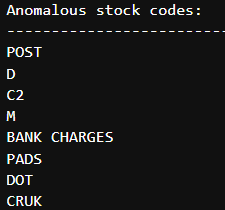 Anomalous stock codes:
--------------------------
POST
D
C2
M
BANK CHARGES
PADS
DOT
CRUK